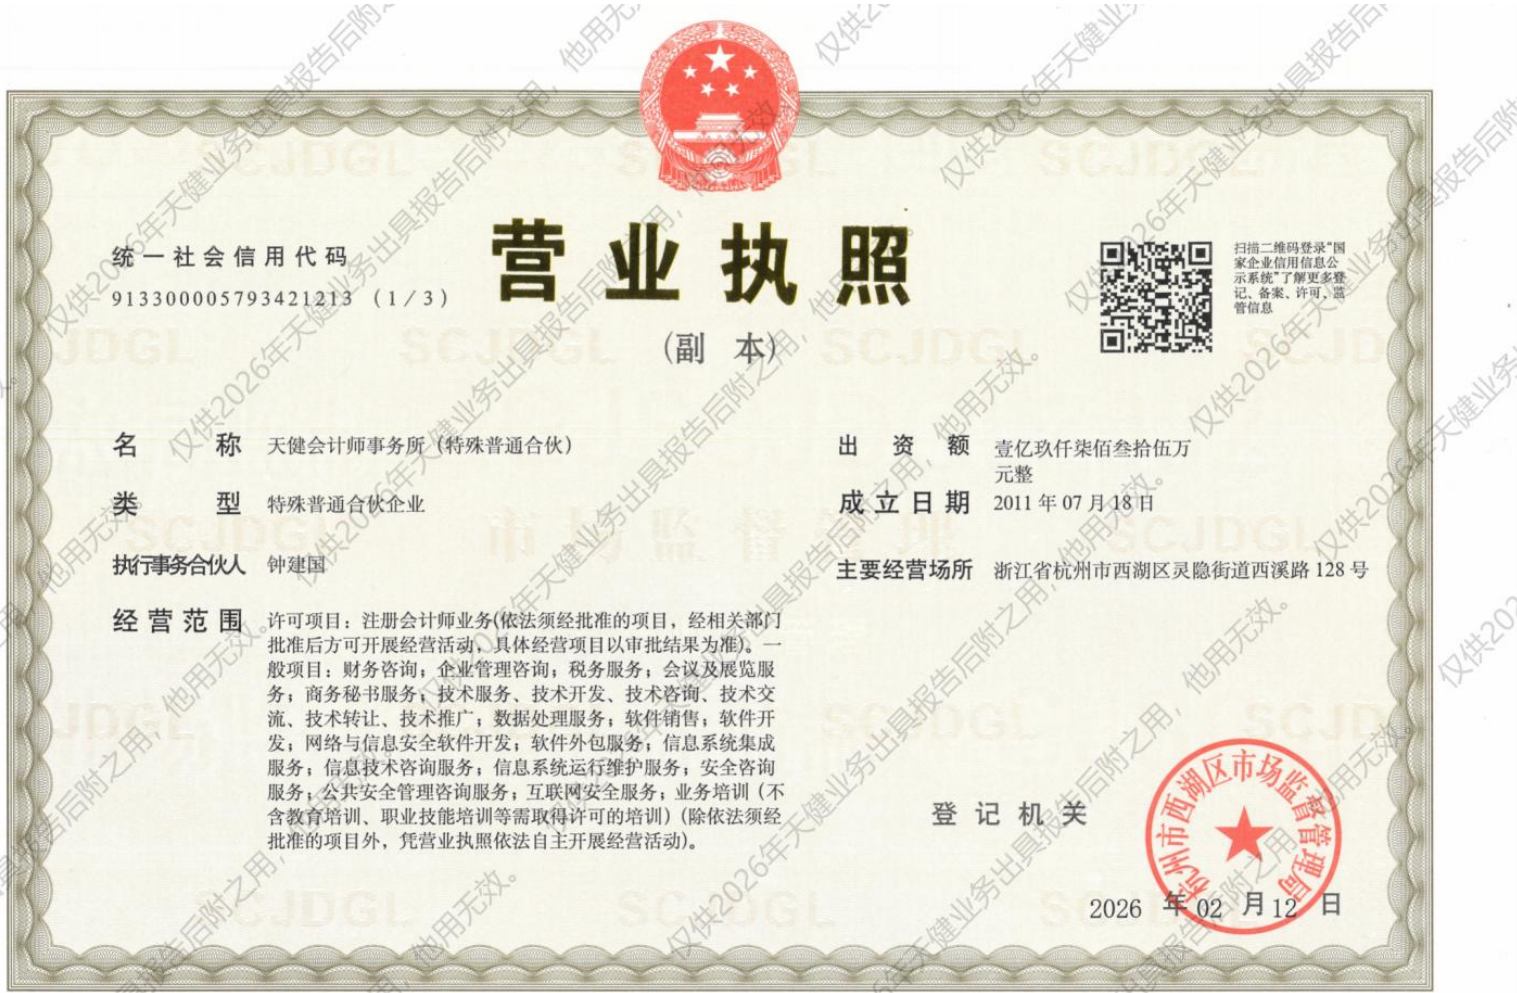 统一社会信用代码
913300005793421213 (1/3)
营业执照
(副 本)
扫描二维码登录"国
家企业信用信息公
示系统"了解更多登
记、备案、许可、监
管信息
名 称 天健会计师事务所（特殊普通合伙）
类 型 特殊普通合伙企业
执行事务合伙人 钟建国
经营范围 许可项目：注册会计师业务(依法须经批准的项目，经相关部门
批准后方可开展经营活动，具体经营项目以审批结果为准)。一
般项目：财务咨询；企业管理咨询；税务服务；会议及展览服
务；商务秘书服务；技术服务、技术开发、技术咨询、技术交
流、技术转让、技术推广；数据处理服务；软件销售；软件开
发；网络与信息安全软件开发；软件外包服务；信息系统集成
服务；信息技术咨询服务；信息系统运行维护服务；安全咨询
服务；公共安全管理咨询服务；互联网安全服务；业务培训（不
含教育培训、职业技能培训等需取得许可的培训）(除依法须经
批准的项目外，凭营业执照依法自主开展经营活动)。
出 资 额 壹亿玖仟柒佰叁拾伍万
元整
成立日期 2011年07月18日
主要经营场所 浙江省杭州市西湖区灵隐街道西溪路128号
登记机关
杭州市西湖区市场监督管理局
2026 年 02 月 12 日
SCJDGL
市场监督管理
仅供2026年天健业务出具报告后附之用，他用无效。